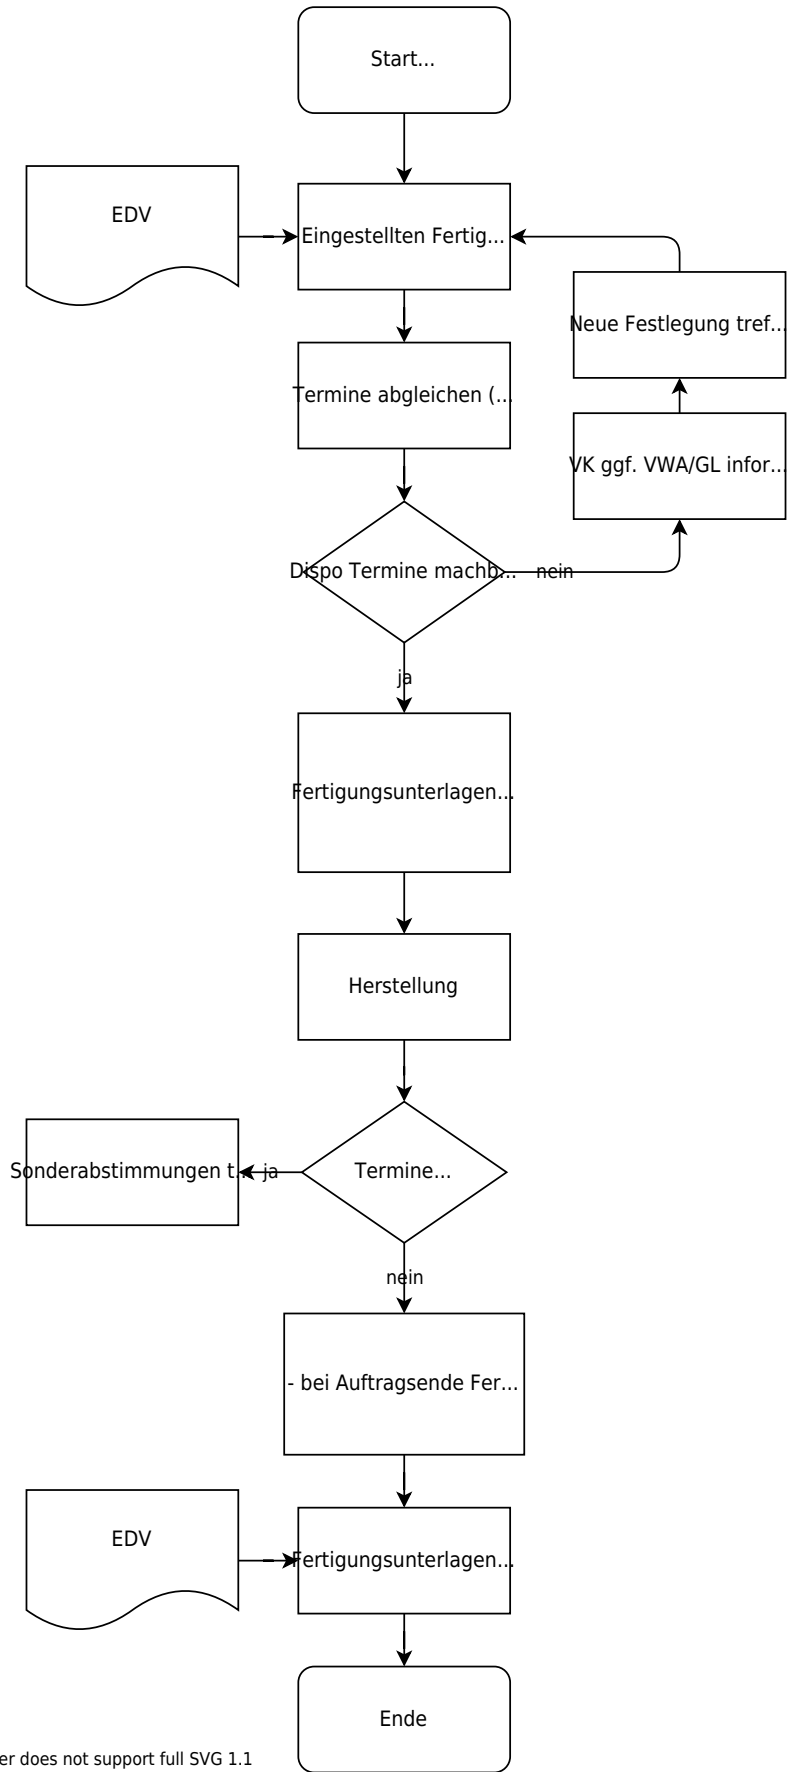 Start...
EDV
Eingestellten Fertig...
Neue Festlegung tref...
Termine abgleichen (...
VK ggf. VWA/GL infor...
Dispo Termine machb...
nein
ja
Fertigungsunterlagen...
Herstellung
Sonderabstimmungen t...
ja
Termine...
nein
- bei Auftragsende Fer...
EDV
Fertigungsunterlagen...
Ende
er does not support full SVG 1.1